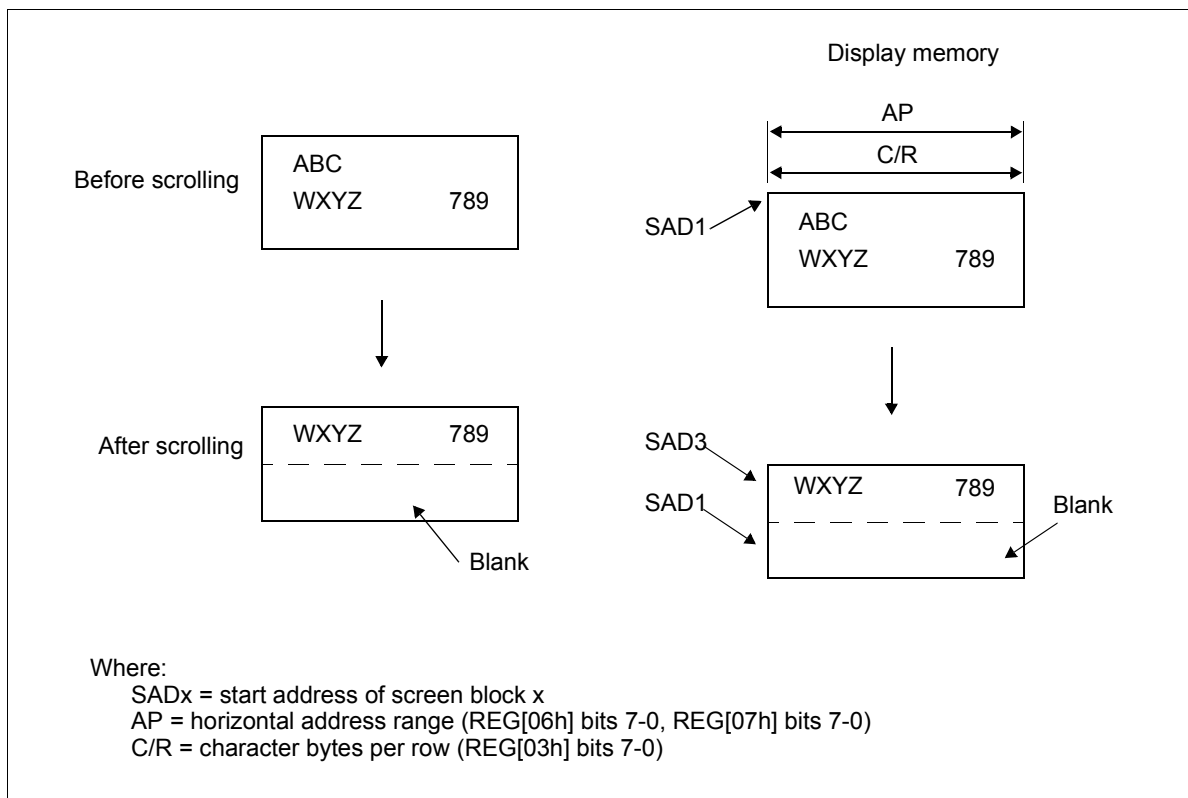 Display memory
AP
C/R
Before scrolling
ABC
WXYZ 789
SAD1
ABC
WXYZ 789
After scrolling
WXYZ 789
Blank
SAD3
SAD1
WXYZ 789
Blank
Where:
SADx = start address of screen block x
AP = horizontal address range (REG[06h] bits 7-0, REG[07h] bits 7-0)
C/R = character bytes per row (REG[03h] bits 7-0)